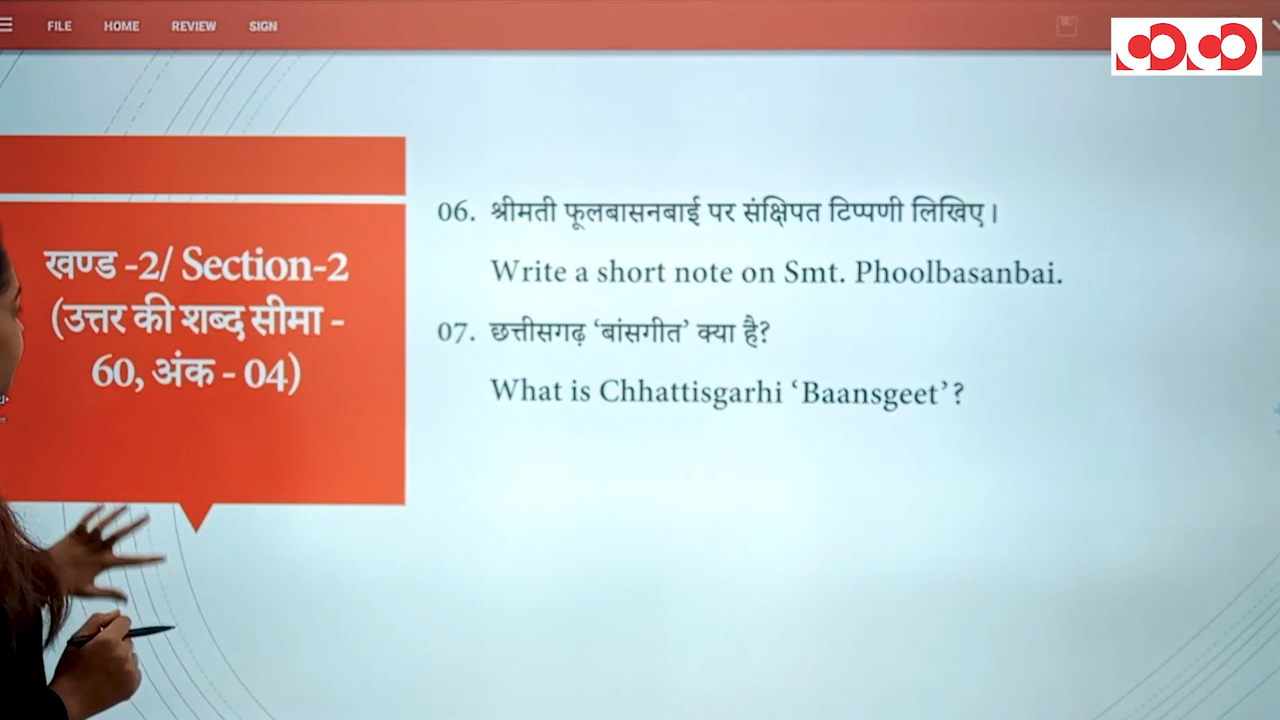 FILE HOME REVIEW SIGN
खण्ड -2/ Section-2
(उत्तर की शब्द सीमा -
60, अंक - 04)
06. श्रीमती फूलबासनबाई पर संक्षिपत टिप्पणी लिखिए।
Write a short note on Smt. Phoolbasanbai.
07. छत्तीसगढ़ ‘बांसगीत’ क्या है?
What is Chhattisgarhi ‘Baansgeet’?